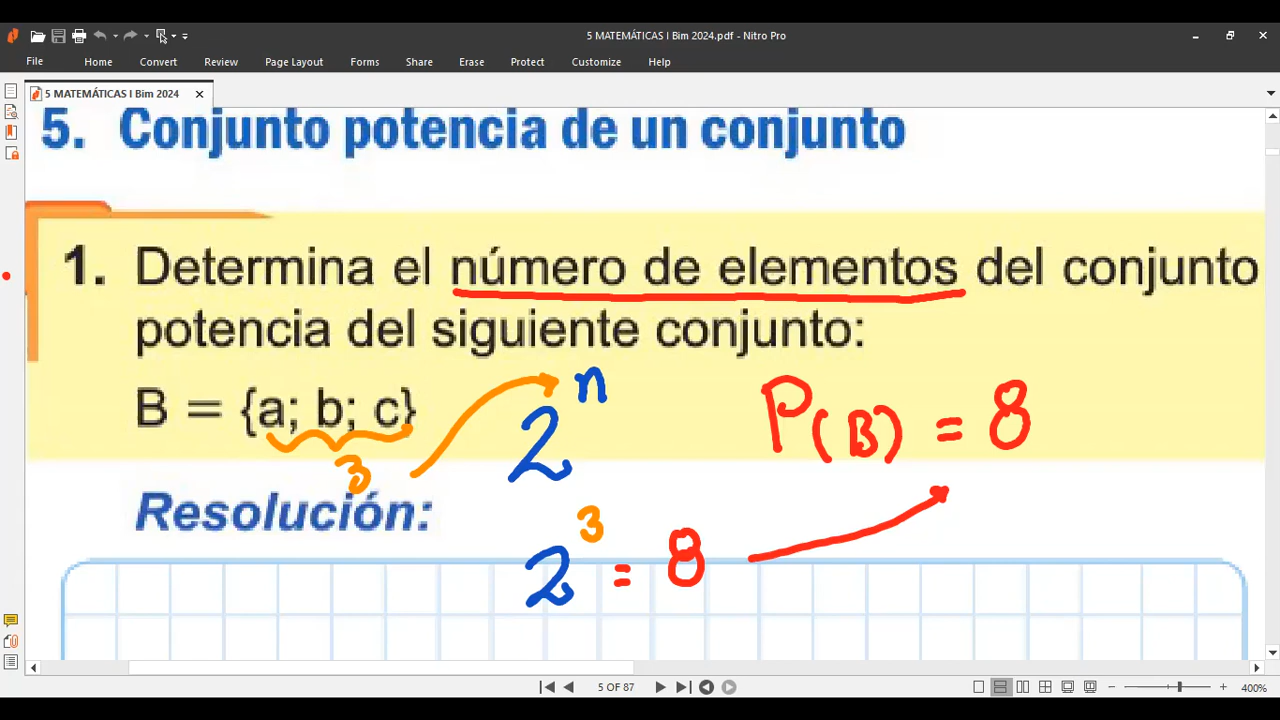 5 MATEMÁTICAS I Bim 2024.pdf - Nitro Pro
File Home Convert Review Page Layout Forms Share Erase Protect Customize Help
5 MATEMÁTICAS I Bim 2024
5. Conjunto potencia de un conjunto
1. Determina el número de elementos del conjunto
potencia del siguiente conjunto:
B = {a; b; c}
3
2^n
P(B) = 8
Resolución:
2^3 = 8
5 OF 87
400%